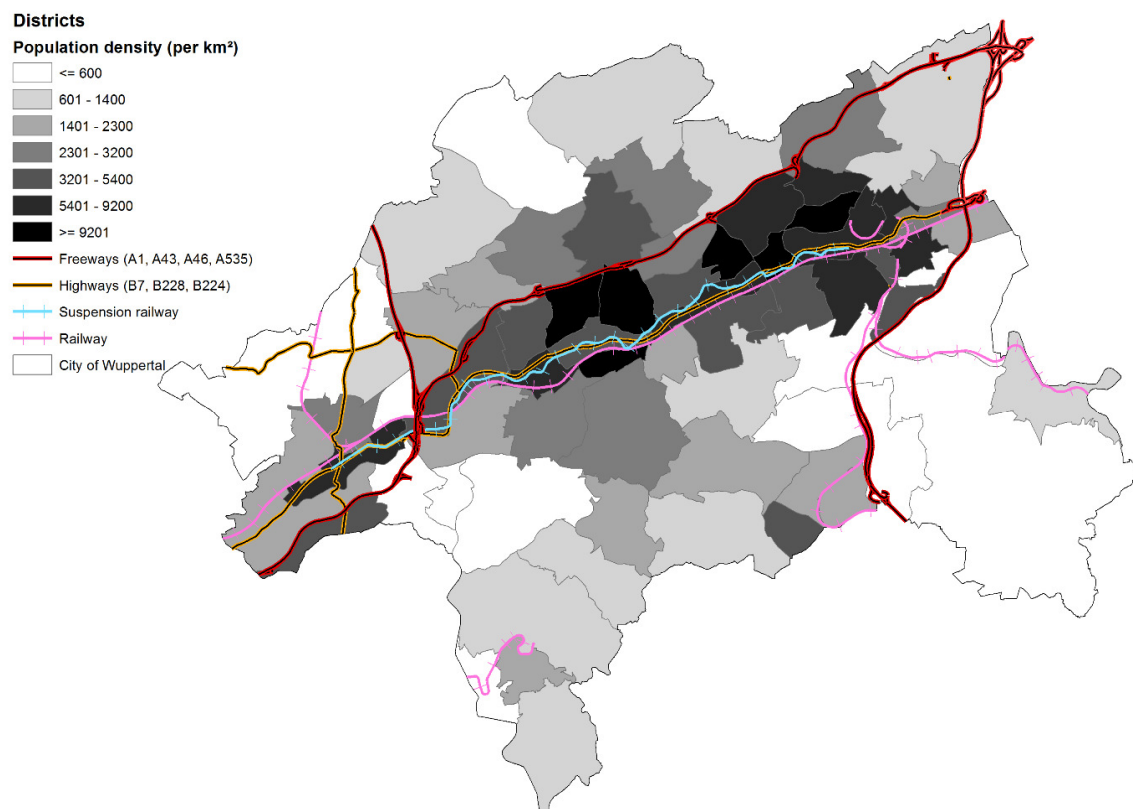 Districts
Population density (per km²)
<= 600
601 - 1400
1401 - 2300
2301 - 3200
3201 - 5400
5401 - 9200
>= 9201
Freeways (A1, A43, A46, A535)
Highways (B7, B228, B224)
Suspension railway
Railway
City of Wuppertal